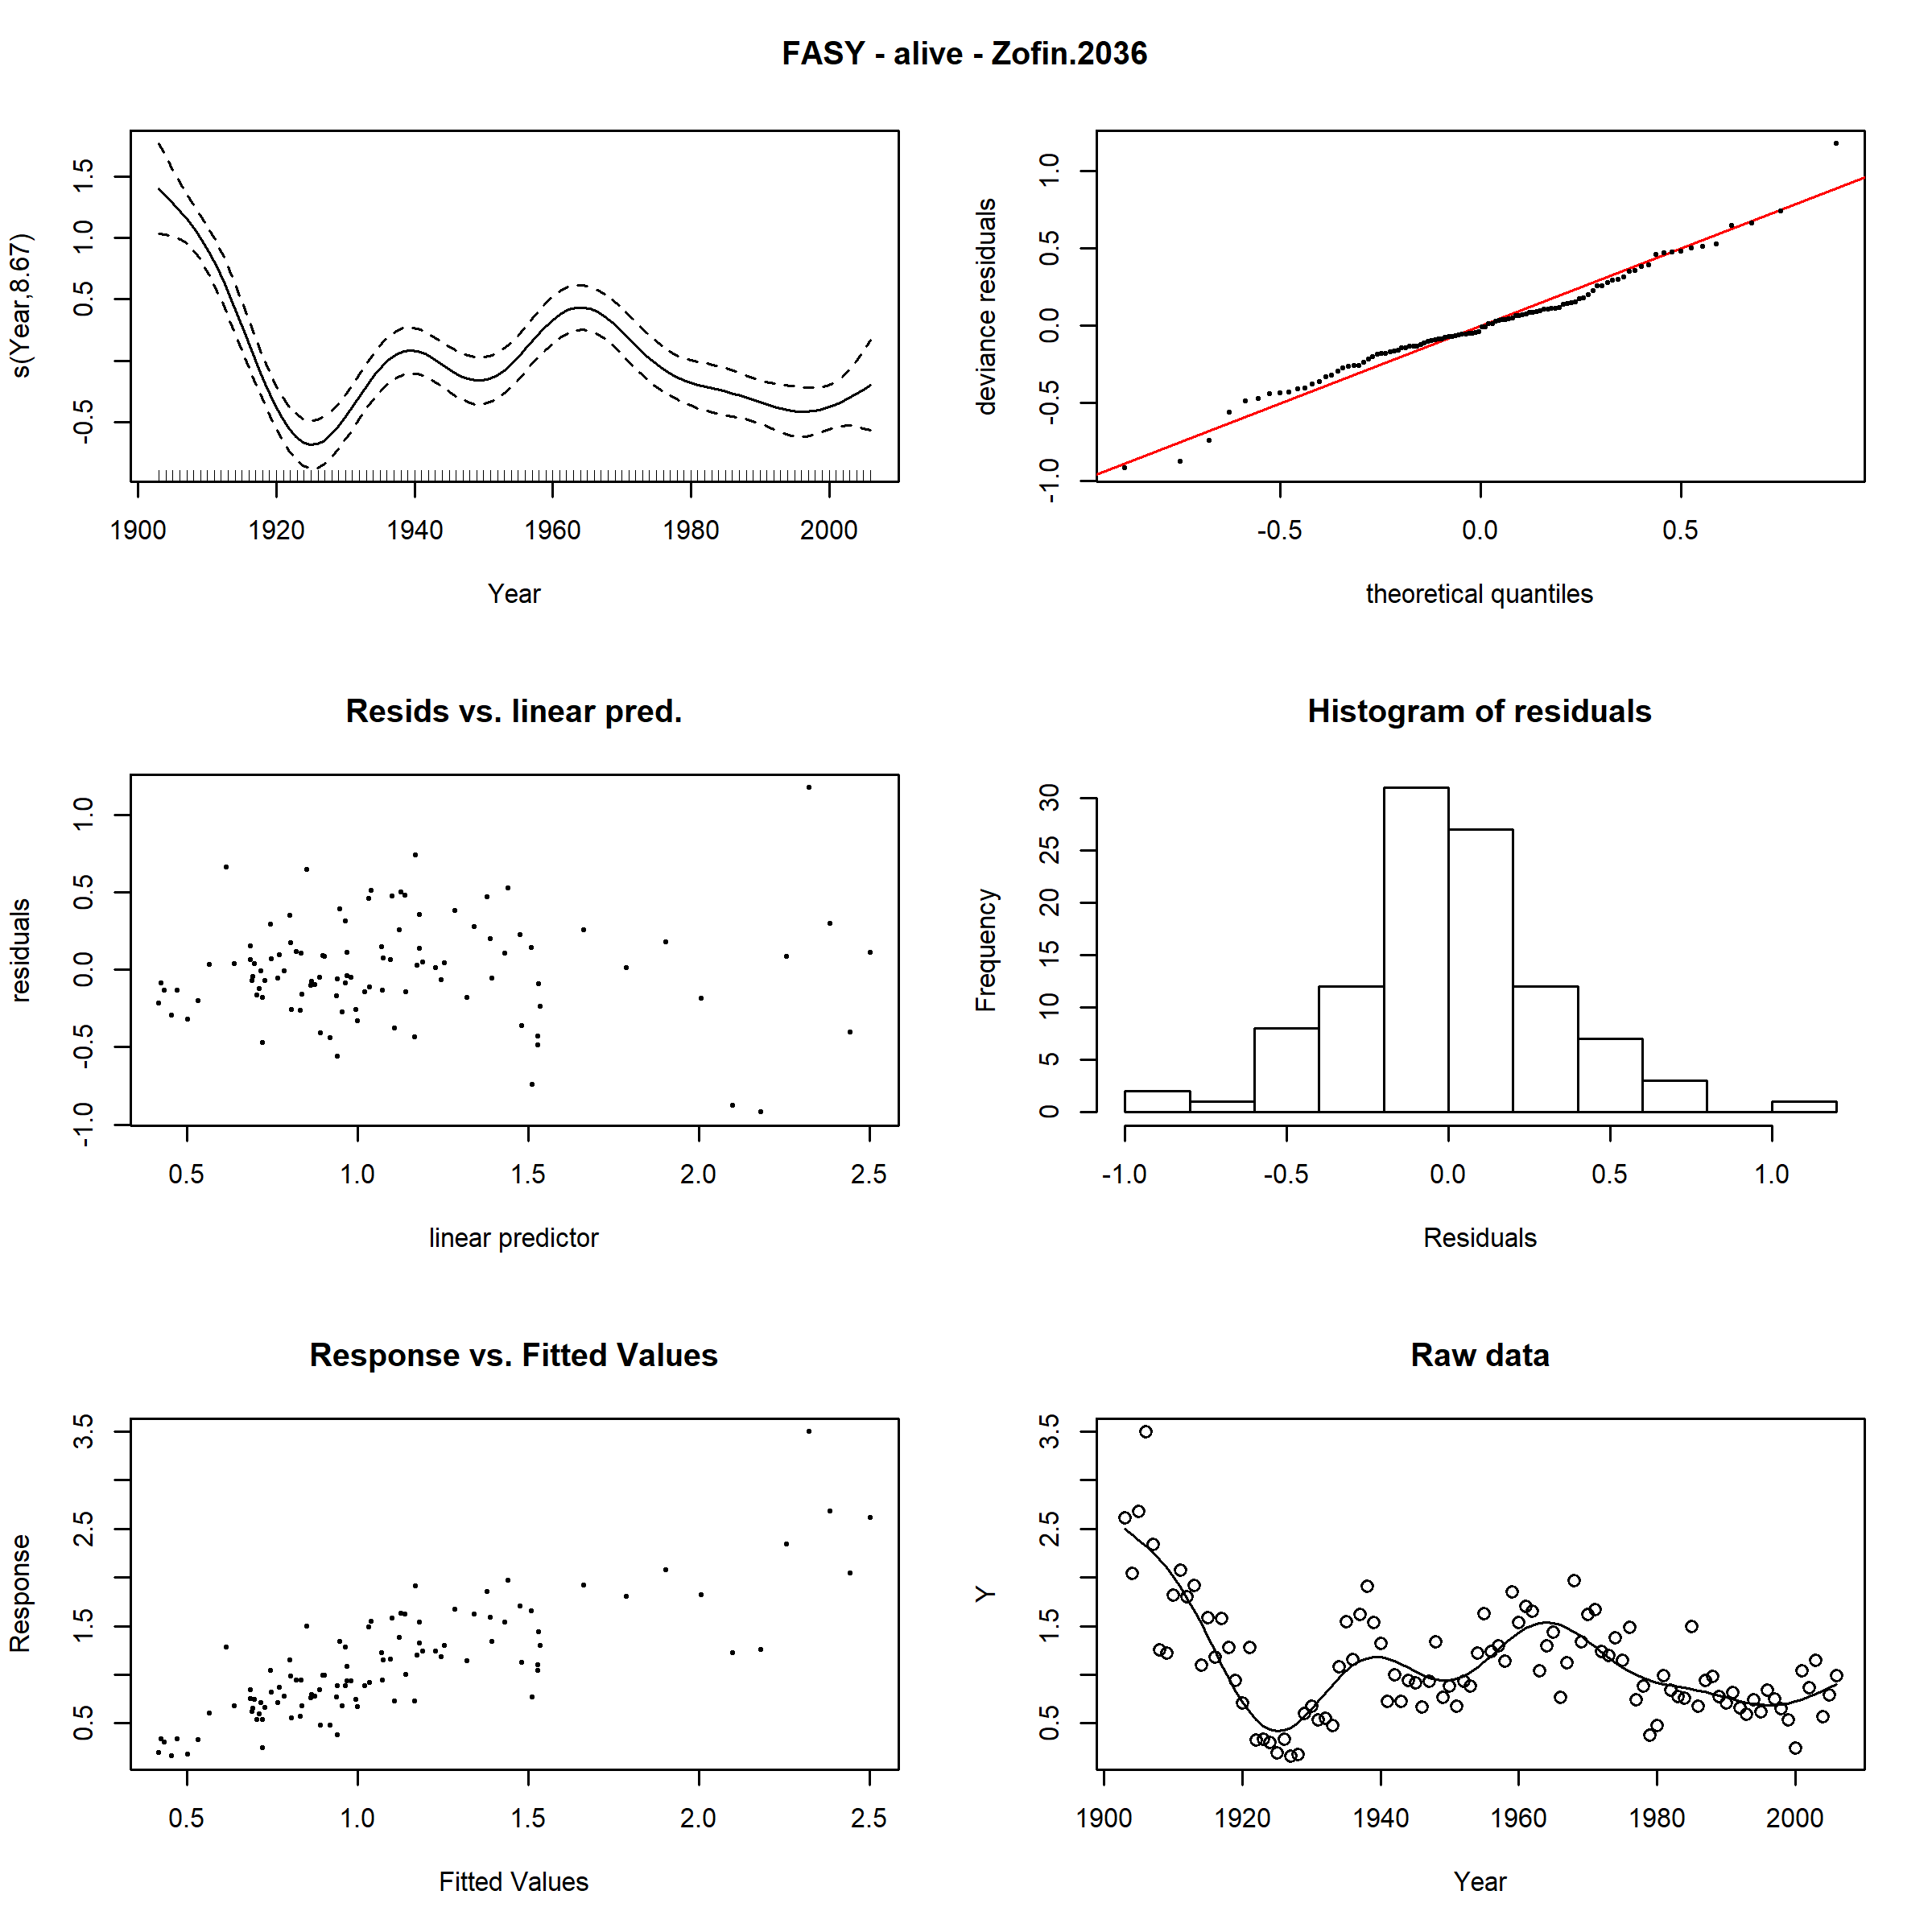 FASY - alive - Zofin.2036
s(Year,8.67)
-0.5 0.5 1.0 1.5
1900 1920 1940 1960 1980 2000
Year
deviance residuals
-1.0 -0.5 0.0 0.5 1.0
-0.5 0.0 0.5
theoretical quantiles
Resids vs. linear pred.
residuals
-1.0 -0.5 0.0 0.5 1.0
0.5 1.0 1.5 2.0 2.5
linear predictor
Histogram of residuals
Frequency
0 5 10 15 20 25 30
-1.0 -0.5 0.0 0.5 1.0
Residuals
Response vs. Fitted Values
Response
0.5 1.5 2.5 3.5
0.5 1.0 1.5 2.0 2.5
Fitted Values
Raw data
Y
0.5 1.5 2.5 3.5
1900 1920 1940 1960 1980 2000
Year